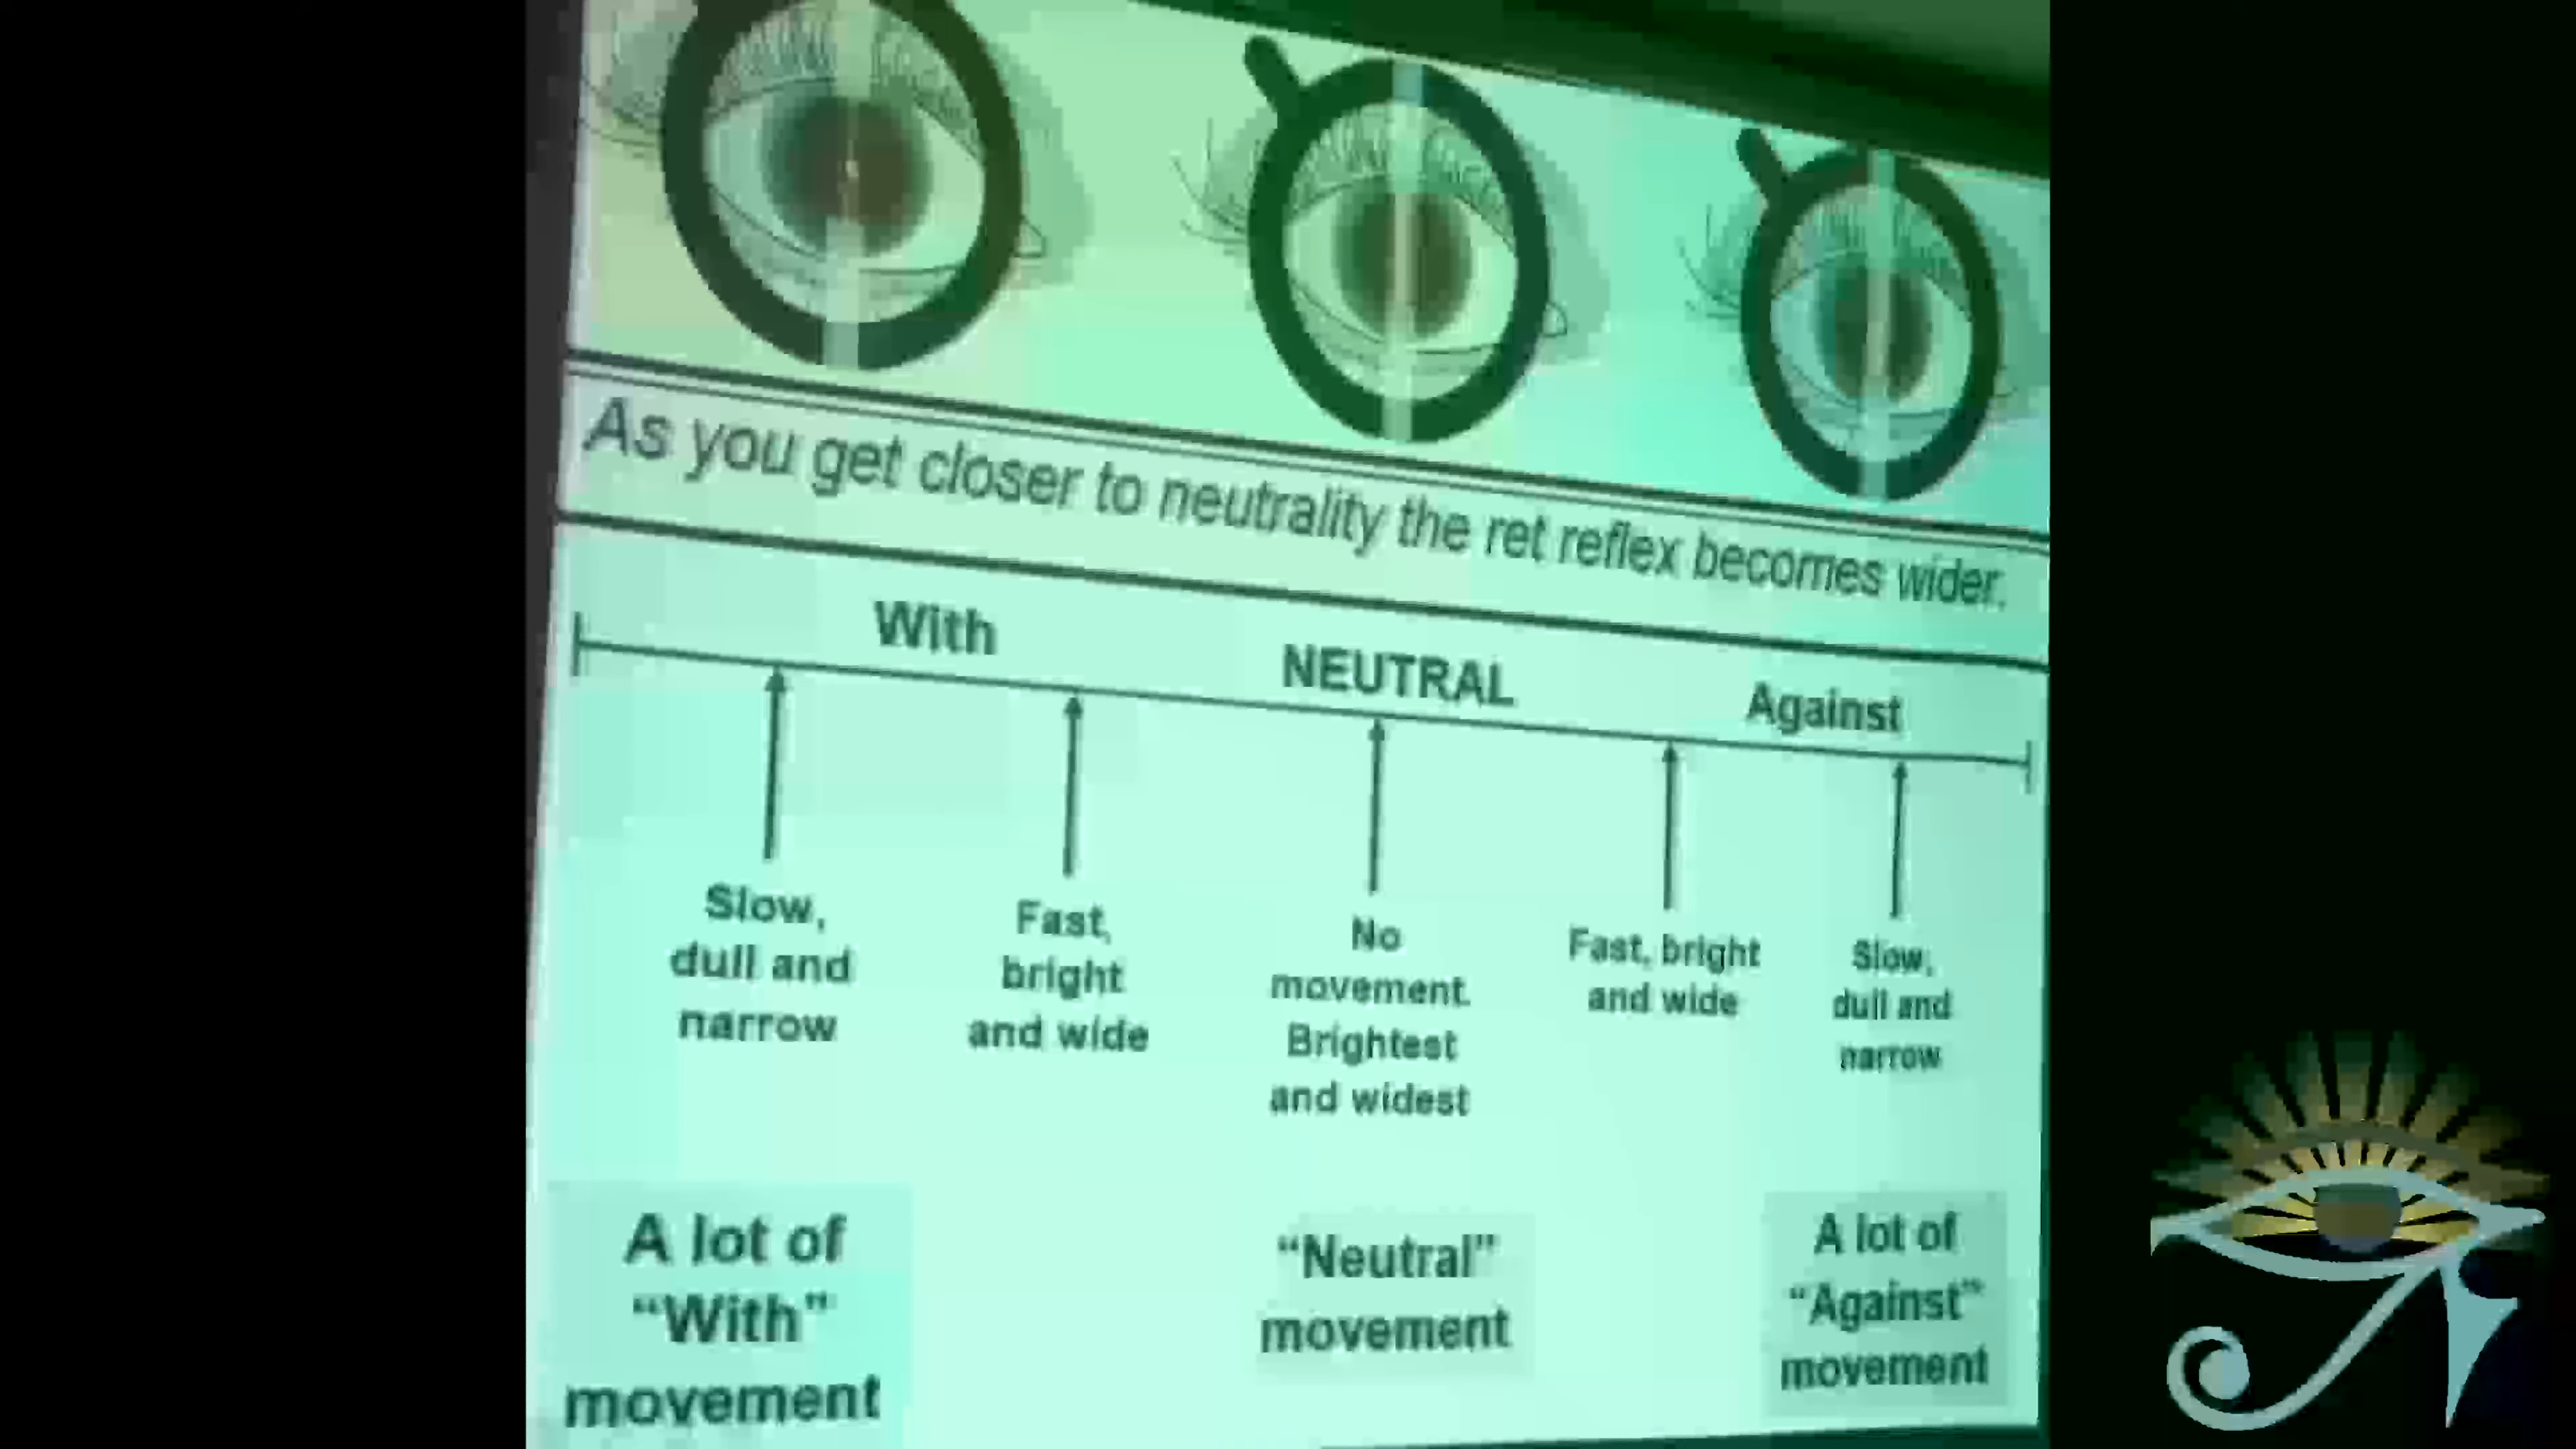 As you get closer to neutrality the ret reflex becomes wider.
With
NEUTRAL
Against
Slow,
dull and
narrow
Fast,
bright
and wide
No
movement.
Brightest
and widest
Fast, bright
and wide
Slow,
dull and
narrow
A lot of
“With”
movement
“Neutral”
movement
A lot of
“Against”
movement